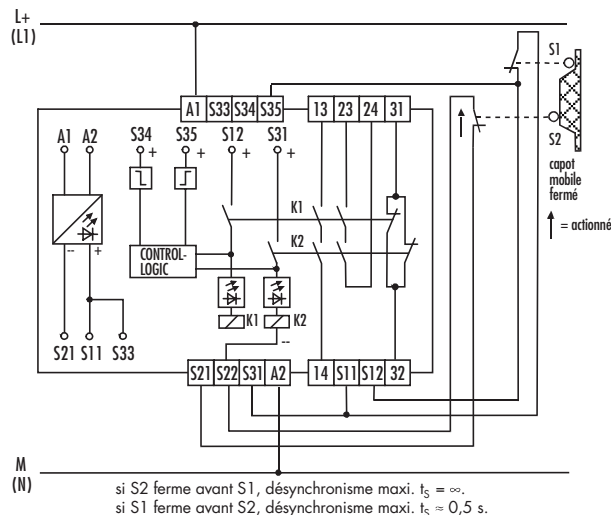 L+
(L1)
S1
S2
capot
mobile
fermé
= actionné
A1 S33 S34 S35
13 23 24 31
A1 A2 S34 S35 S12 S31
+ + + +
K1
K2
CONTROL-
LOGIC
-- +
K1 K2
--
S21 S11 S33
S21 S22 S31 A2
14 S11 S12 32
M
(N)
si S2 ferme avant S1, désynchronisme maxi. tS = ∞.
si S1 ferme avant S2, désynchronisme maxi. tS ≈ 0,5 s.